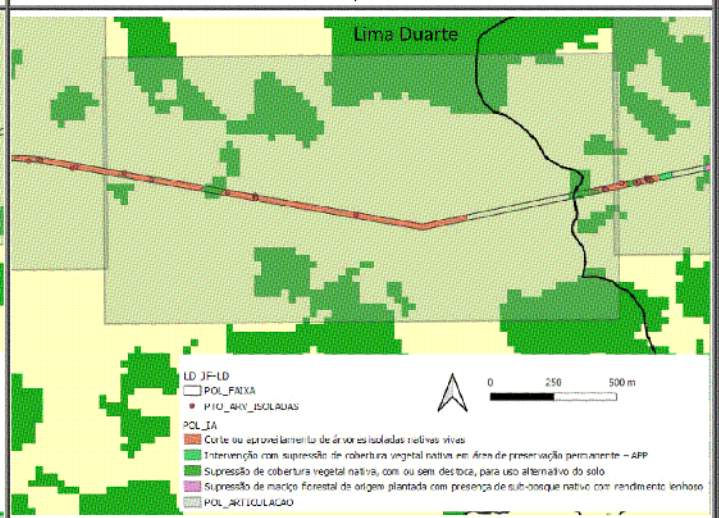 Lima Duarte
LD JF-LD
POL_FAIXA
PTO_ARV_ISOLADAS
POL_IA
Corte ou aproveitamento de árvores isoladas nativas vivas
Intervenção com supressão de cobertura vegetal nativa em área de preservação permanente – APP
Supressão de cobertura vegetal nativa, com ou sem destoca, para uso alternativo do solo
Supressão de maciço florestal de origem plantada com presença de sub-bosque nativo com rendimento lenhoso
POL_ARTICULACAO
0 250 500 m